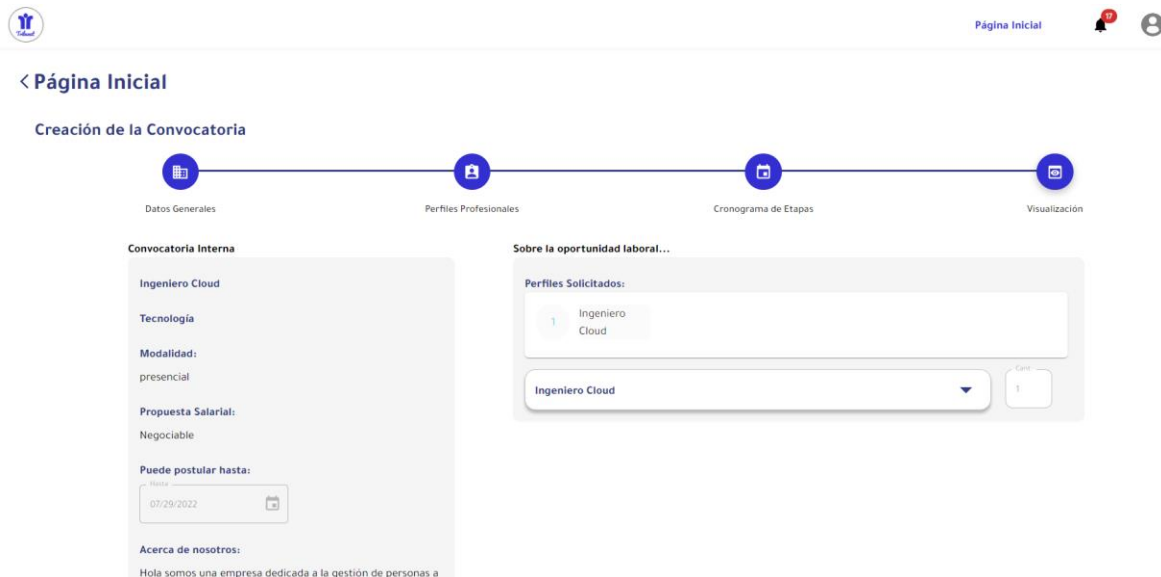 Página Inicial
17
Página Inicial
Creación de la Convocatoria
Datos Generales
Perfiles Profesionales
Cronograma de Etapas
Visualización
Convocatoria Interna
Ingeniero Cloud
Tecnología
Modalidad:
presencial
Propuesta Salarial:
Negociable
Puede postular hasta:
Hasta
07/29/2022
Acerca de nosotros:
Hola somos una empresa dedicada a la gestión de personas a
Sobre la oportunidad laboral...
Perfiles Solicitados:
1
Ingeniero
Cloud
Ingeniero Cloud
Cant.
1